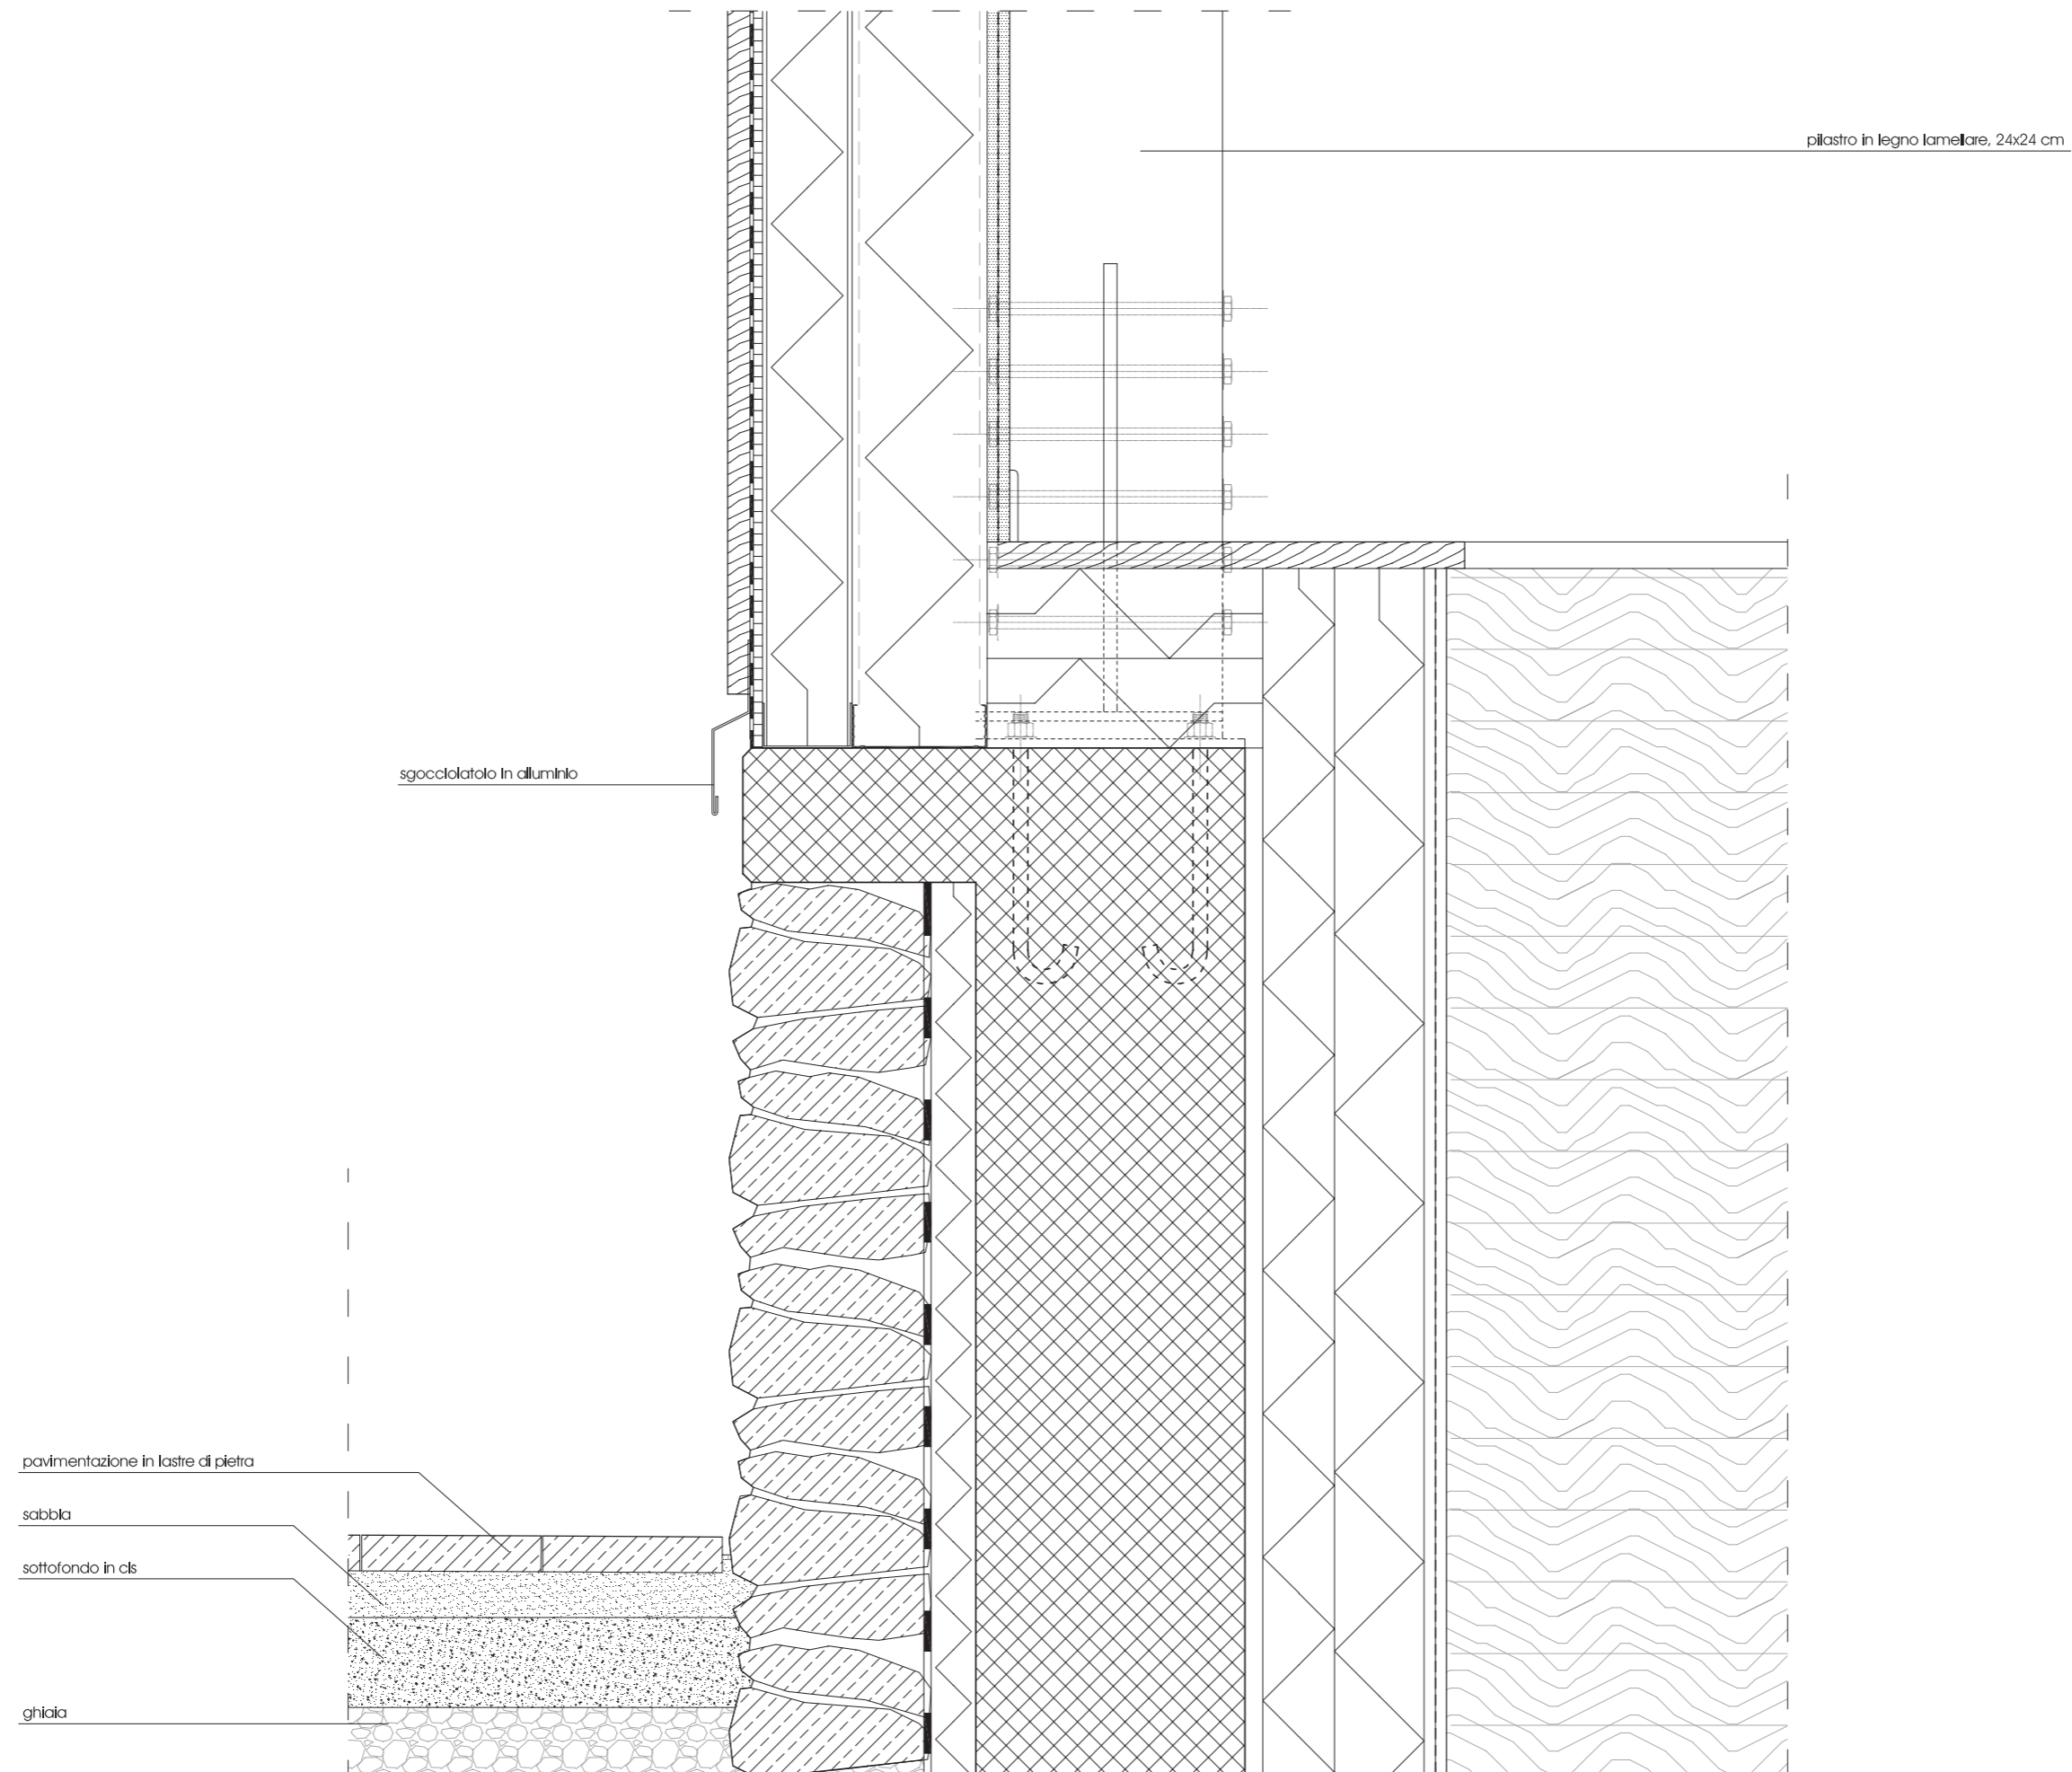 pilastro in legno lamellare, 24x24 cm
sgocciolatoio in alluminio
pavimentazione in lastre di pietra
sabbia
sottofondo in cls
ghiaia